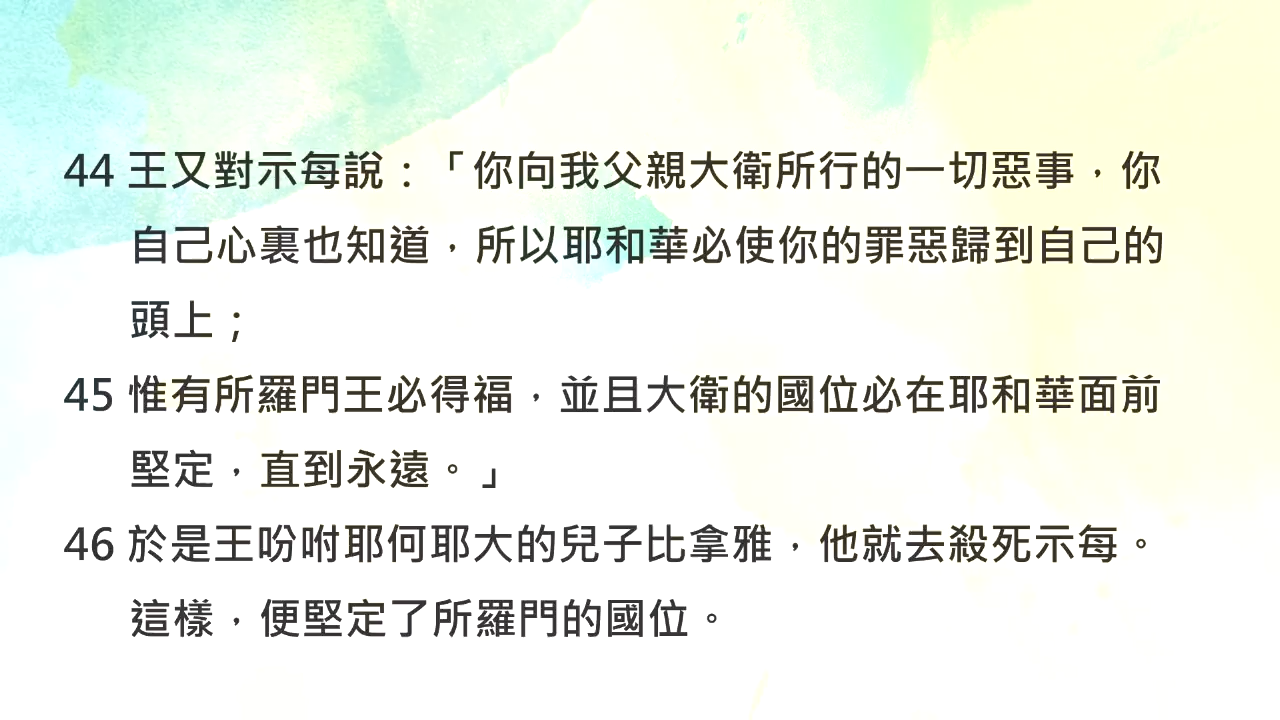 44 王又對示每說：「你向我父親大衛所行的一切惡事，你
自己心裏也知道，所以耶和華必使你的罪惡歸到自己的
頭上；
45 惟有所羅門王必得福，並且大衛的國位必在耶和華面前
堅定，直到永遠。」
46 於是王吩咐耶何耶大的兒子比拿雅，他就去殺死示每。
這樣，便堅定了所羅門的國位。